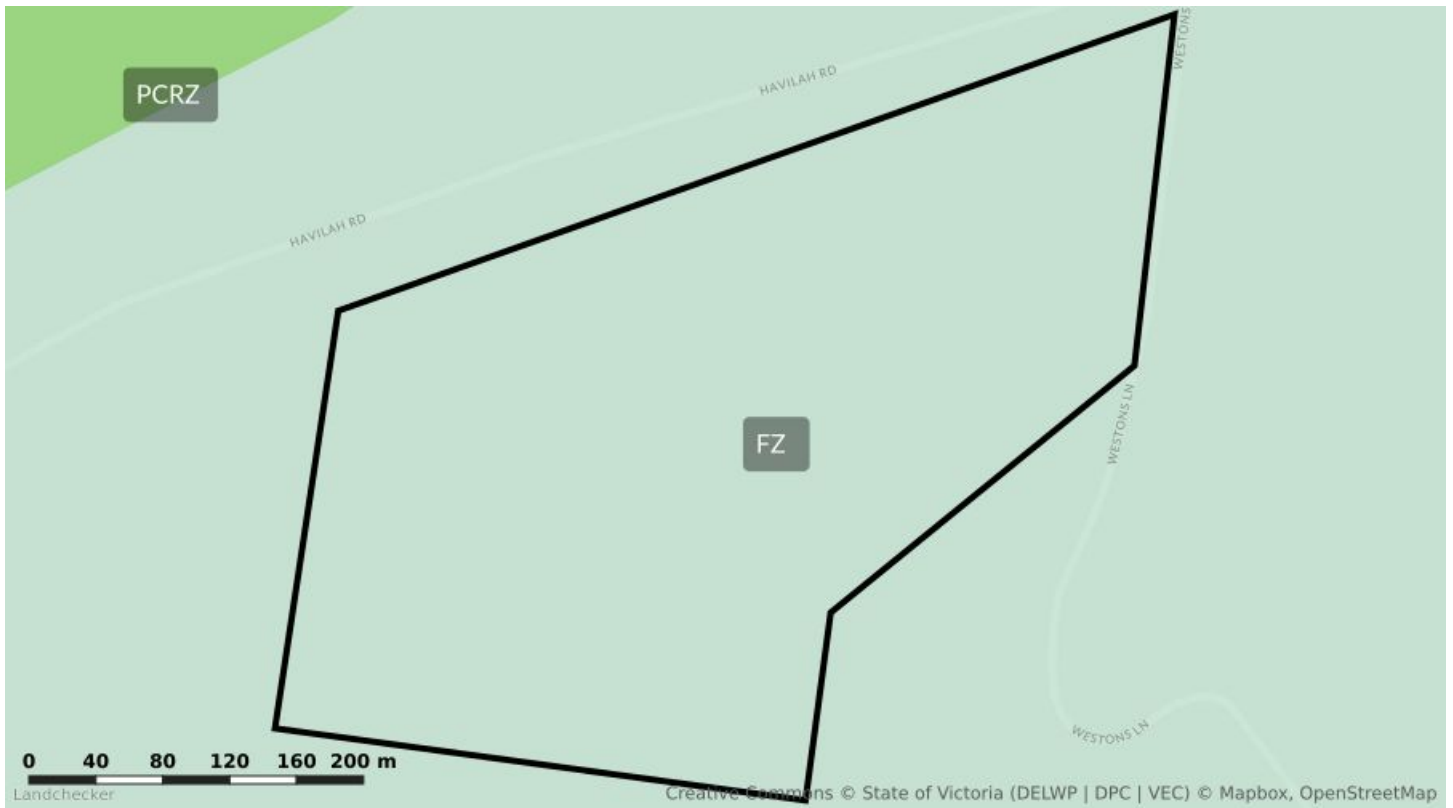 WESTONS
HAVILAH RD
PCRZ
HAVILAH RD
WESTONS LN
FZ
WESTONS LN
0 40 80 120 160 200 m
Landchecker
Creative Commons © State of Victoria (DELWP | DPC | VEC) © Mapbox, OpenStreetMap